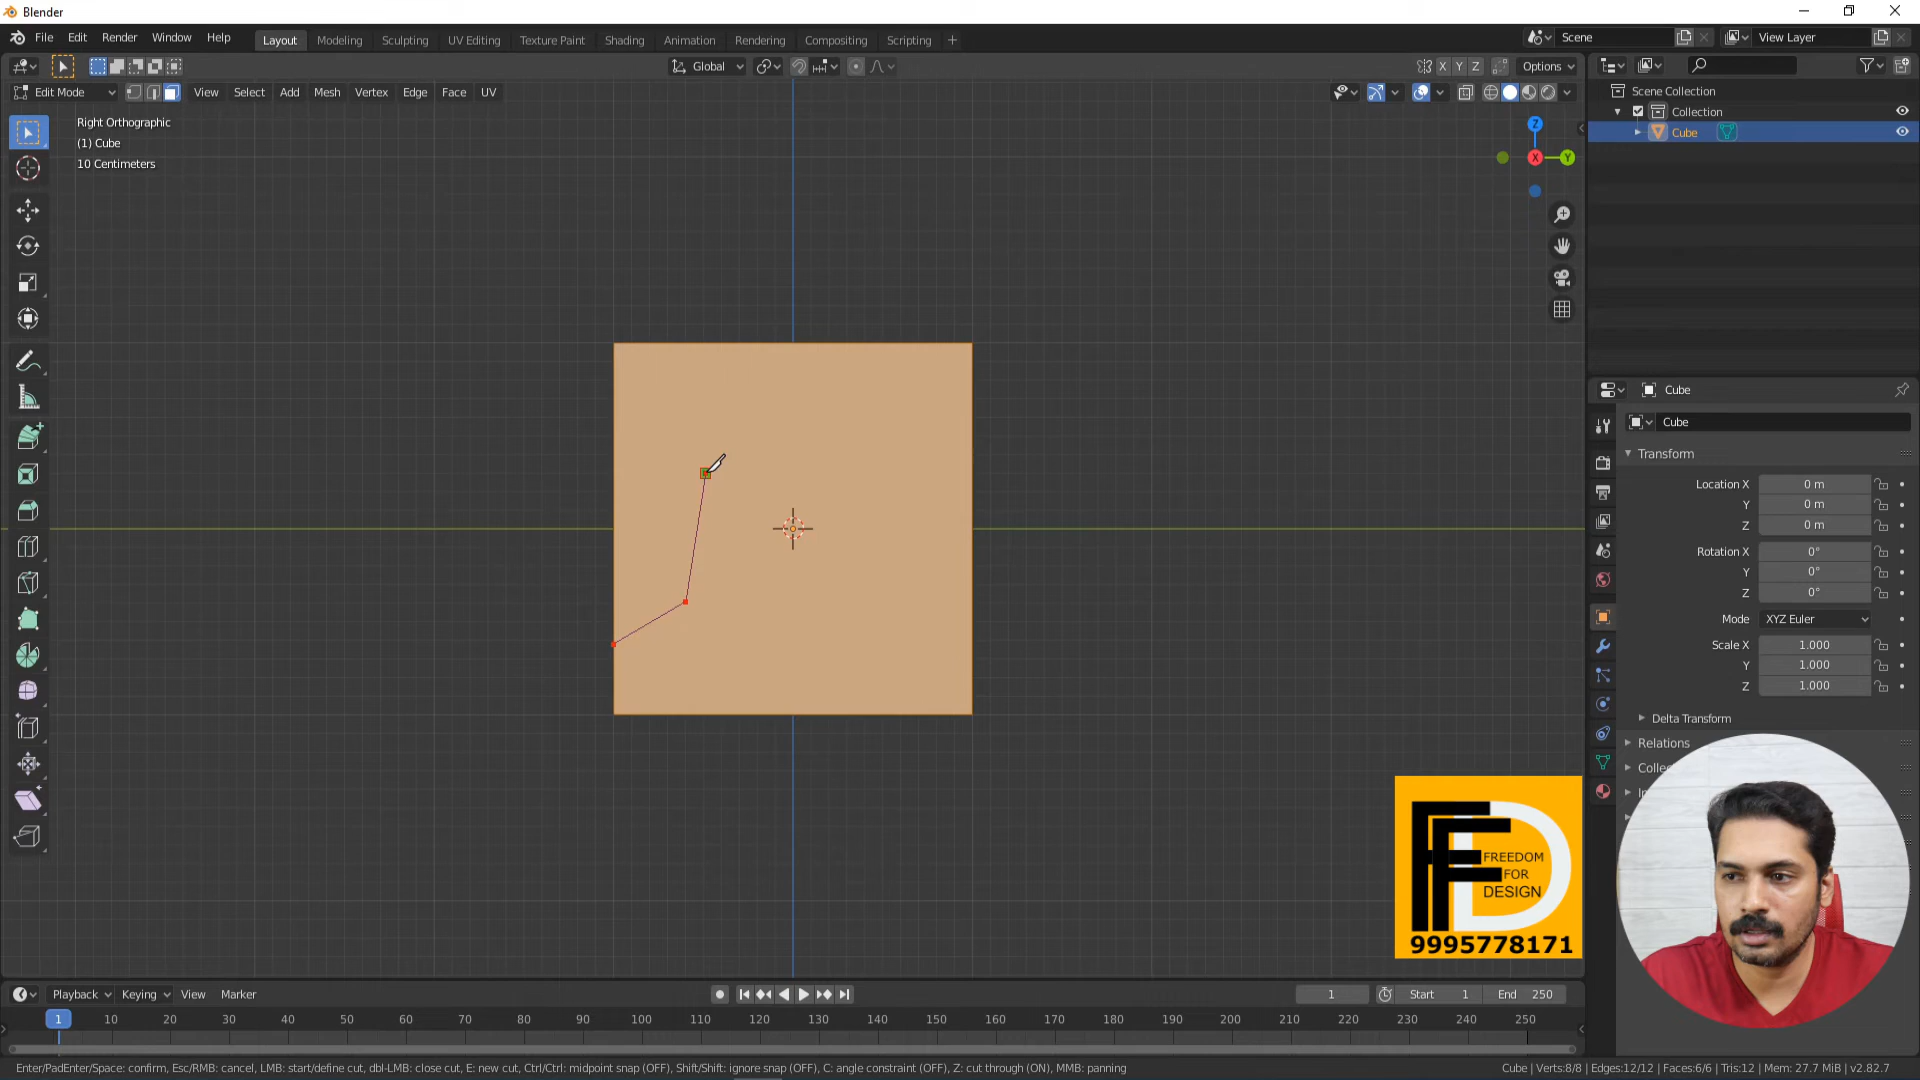 Blender
File Edit Render Window Help Layout Modeling Sculpting UV Editing Texture Paint Shading Animation Rendering Compositing Scripting + Scene View Layer
Global X Y Z Options
Edit Mode View Select Add Mesh Vertex Edge Face UV
Scene Collection
Collection
Cube
Right Orthographic
(1) Cube
10 Centimeters
Z
X
Y
Cube
Cube
Transform
Location X 0 m
Y 0 m
Z 0 m
Rotation X 0°
Y 0°
Z 0°
Mode XYZ Euler
Scale X 1.000
Y 1.000
Z 1.000
Delta Transform
Relations
Colle
FREEDOM
FOR
DESIGN
9995778171
Playback Keying View Marker 1 Start 1 End 250
1 10 20 30 40 50 60 70 80 90 100 110 120 130 140 150 160 170 180 190 200 210 220 230 240 250
Enter/PadEnter/Space: confirm, Esc/RMB: cancel, LMB: start/define cut, dbl-LMB: close cut, E: new cut, Ctrl/Ctrl: midpoint snap (OFF), Shift/Shift: ignore snap (OFF), C: angle constraint (OFF), Z: cut through (ON), MMB: panning Cube | Verts:8/8 | Edges:12/12 | Faces:6/6 | Tris:12 | Mem: 27.7 MiB | v2.82.7